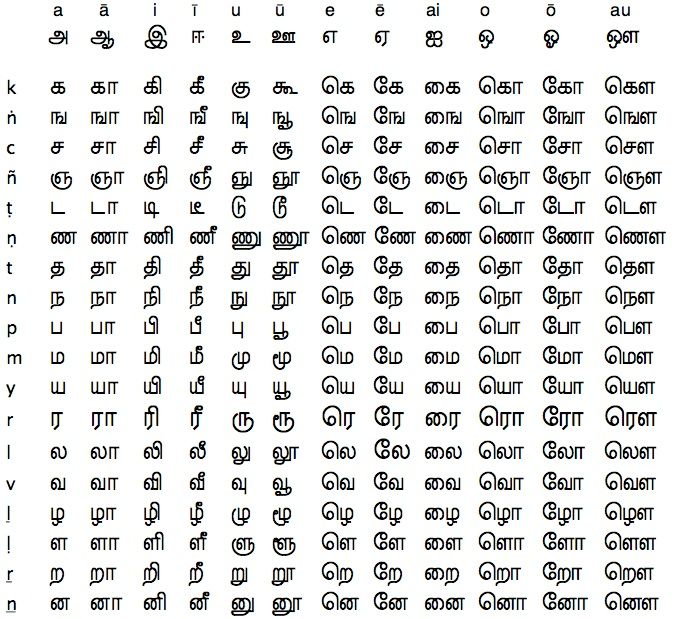 a ā i ī u ū e ē ai o ō au
அ ஆ இ ஈ உ ஊ எ ஏ ஐ ஒ ஓ ஔ
k க கா கி கீ கு கூ கெ கே கை கொ கோ கௌ
ṅ ங ஙா ஙி ஙீ ஙு ஙூ ஙெ ஙே ஙை ஙொ ஙோ ஙௌ
c ச சா சி சீ சு சூ செ சே சை சொ சோ சௌ
ñ ஞ ஞா ஞி ஞீ ஞு ஞூ ஞெ ஞே ஞை ஞொ ஞோ ஞௌ
ṭ ட டா டி டீ டு டூ டெ டே டை டொ டோ டௌ
ṇ ண ணா ணி ணீ ணு ணூ ணெ ணே ணை ணொ ணோ ணௌ
t த தா தி தீ து தூ தெ தே தை தொ தோ தௌ
n ந நா நி நீ நு நூ நெ நே நை நொ நோ நௌ
p ப பா பி பீ பு பூ பெ பே பை பொ போ பௌ
m ம மா மி மீ மு மூ மெ மே மை மொ மோ மௌ
y ய யா யி யீ யு யூ யெ யே யை யொ யோ யௌ
r ர ரா ரி ரீ ரு ரூ ரெ ரே ரை ரொ ரோ ரௌ
l ல லா லி லீ லு லூ லெ லே லை லொ லோ லௌ
v வ வா வி வீ வு வூ வெ வே வை வொ வோ வௌ
ḻ ழ ழா ழி ழீ ழு ழூ ழெ ழே ழை ழொ ழோ ழௌ
ḷ ள ளா ளி ளீ ளு ளூ ளெ ளே ளை ளொ ளோ ளௌ
ṟ ற றா றி றீ று றூ றெ றே றை றொ றோ றௌ
ṉ ன னா னி னீ னு னூ னெ னே னை னொ னோ னௌ